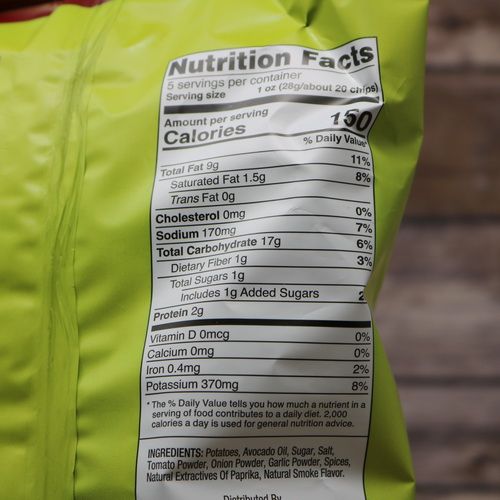 Nutrition Facts
5 servings per container
Serving size 1 oz (28g/about 20 chips)
Amount per serving
Calories 150
% Daily Value*
Total Fat 9g 11%
Saturated Fat 1.5g 8%
Trans Fat 0g
Cholesterol 0mg 0%
Sodium 170mg 7%
Total Carbohydrate 17g 6%
Dietary Fiber 1g 3%
Total Sugars 1g
Includes 1g Added Sugars 2
Protein 2g
Vitamin D 0mcg 0%
Calcium 0mg 0%
Iron 0.4mg 2%
Potassium 370mg 8%
* The % Daily Value tells you how much a nutrient in a
serving of food contributes to a daily diet. 2,000
calories a day is used for general nutrition advice.
INGREDIENTS: Potatoes, Avocado Oil, Sugar, Salt,
Tomato Powder, Onion Powder, Garlic Powder, Spices,
Natural Extractives Of Paprika, Natural Smoke Flavor.
Distributed By